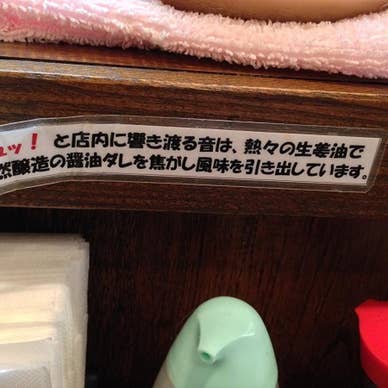 ュッ！と店内に響き渡る音は、熱々の生姜油で
然醸造の醤油ダレを焦がし風味を引き出しています。